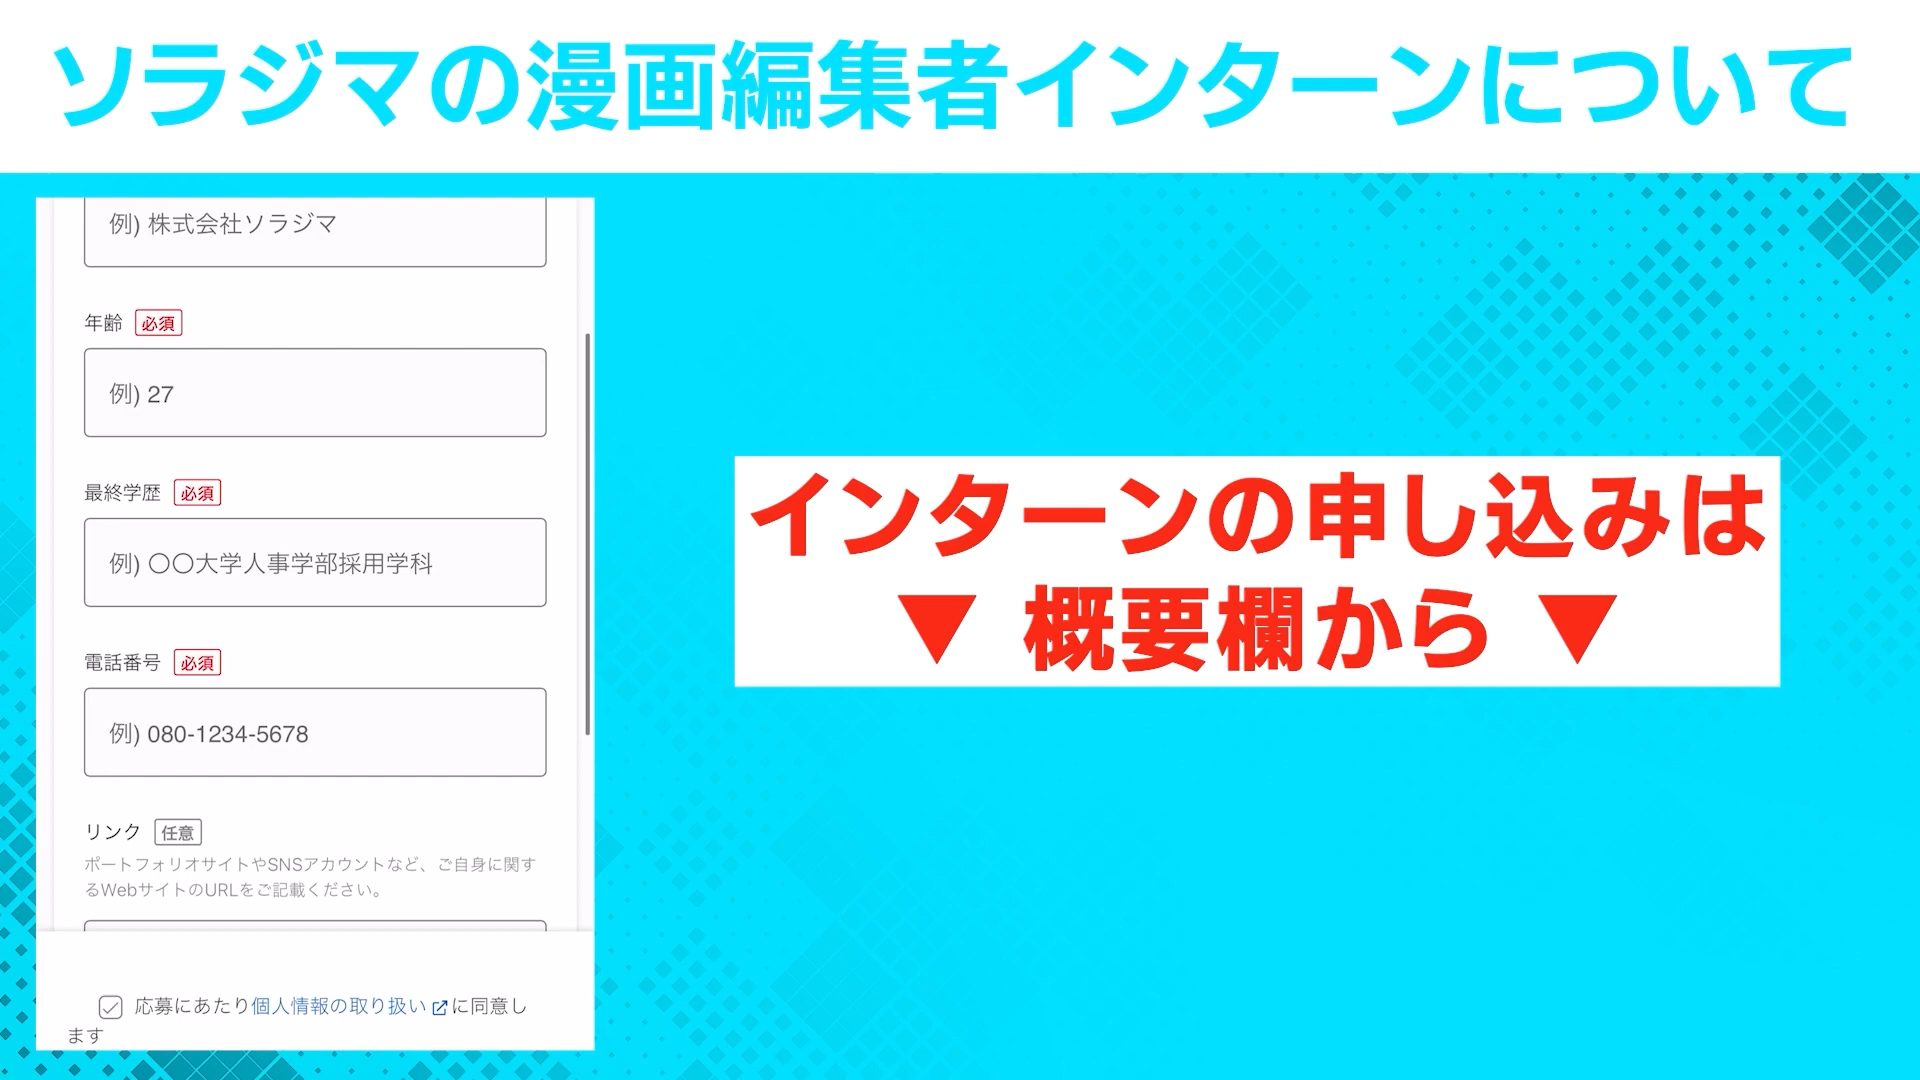 ソラジマの漫画編集者インターンについて
例) 株式会社ソラジマ
年齢 必須
例) 27
最終学歴 必須
例) 〇〇大学人事学部採用学科
電話番号 必須
例) 080-1234-5678
リンク 任意
ポートフォリオサイトやSNSアカウントなど、ご自身に関す
るWebサイトのURLをご記載ください。
応募にあたり個人情報の取り扱いに同意し
ます
インターンの申し込みは
▼ 概要欄から ▼